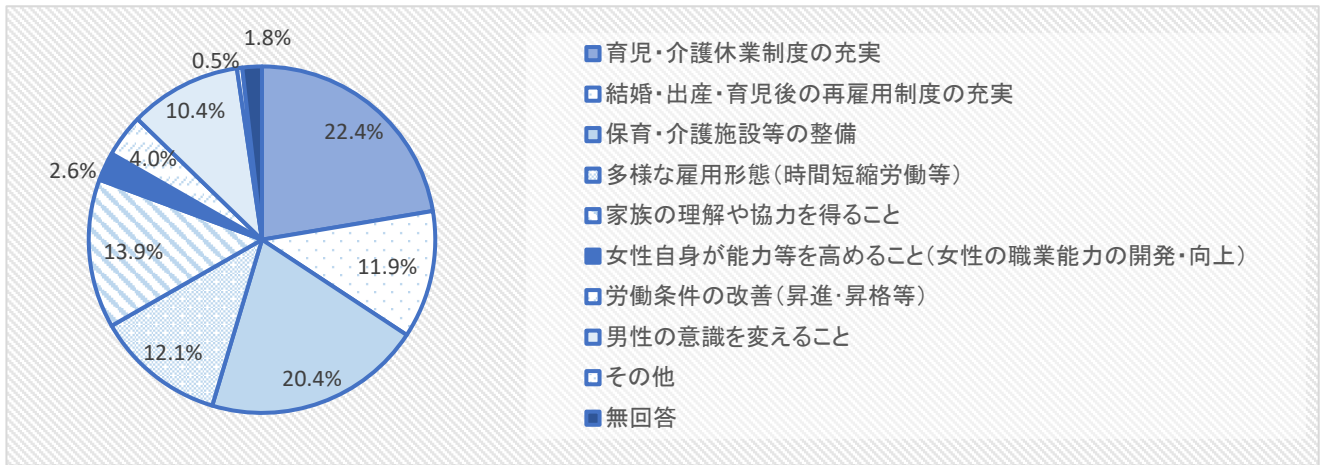 1.8%
0.5%
10.4%
22.4%
4.0%
2.6%
13.9%
11.9%
12.1%
20.4%
育児・介護休業制度の充実
結婚・出産・育児後の再雇用制度の充実
保育・介護施設等の整備
多様な雇用形態（時間短縮労働等）
家族の理解や協力を得ること
女性自身が能力等を高めること（女性の職業能力の開発・向上）
労働条件の改善（昇進・昇格等）
男性の意識を変えること
その他
無回答